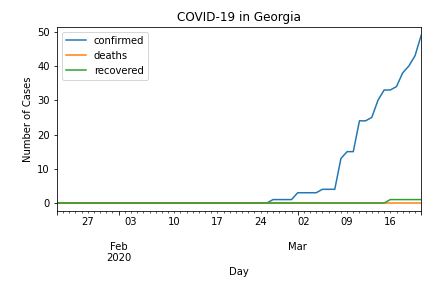 COVID-19 in Georgia
confirmed
deaths
recovered
Number of Cases
50
40
30
20
10
0
27 03 10 17 24 02 09 16
Feb Mar
2020
Day